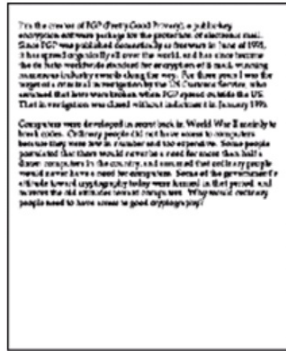 I'm the creator of PGP (Pretty Good Privacy), a public-key
encryption software package for the protection of electronic mail.
Since PGP was published domestically as freeware in June of 1991,
it has spread organically all over the world, and has since become
the de facto worldwide standard for encryption of E-mail, winning
numerous industry awards along the way. For three years I was the
target of a criminal investigation by the US Customs Service, who
assumed that laws were broken when PGP spread outside the US.
That investigation was closed without indictment in January 1996.
Computers were developed in secret back in World War II mainly to
break codes. Ordinary people did not have access to computers,
because they were few in number and too expensive. Some people
postulated that there would never be a need for more than half a
dozen computers in the country, and assumed that ordinary people
would never have a need for computers. Some of the government's
attitude toward cryptography today were formed in that period, and
mirrors the old attitudes toward computers. Why would ordinary
people need to have access to good cryptography?